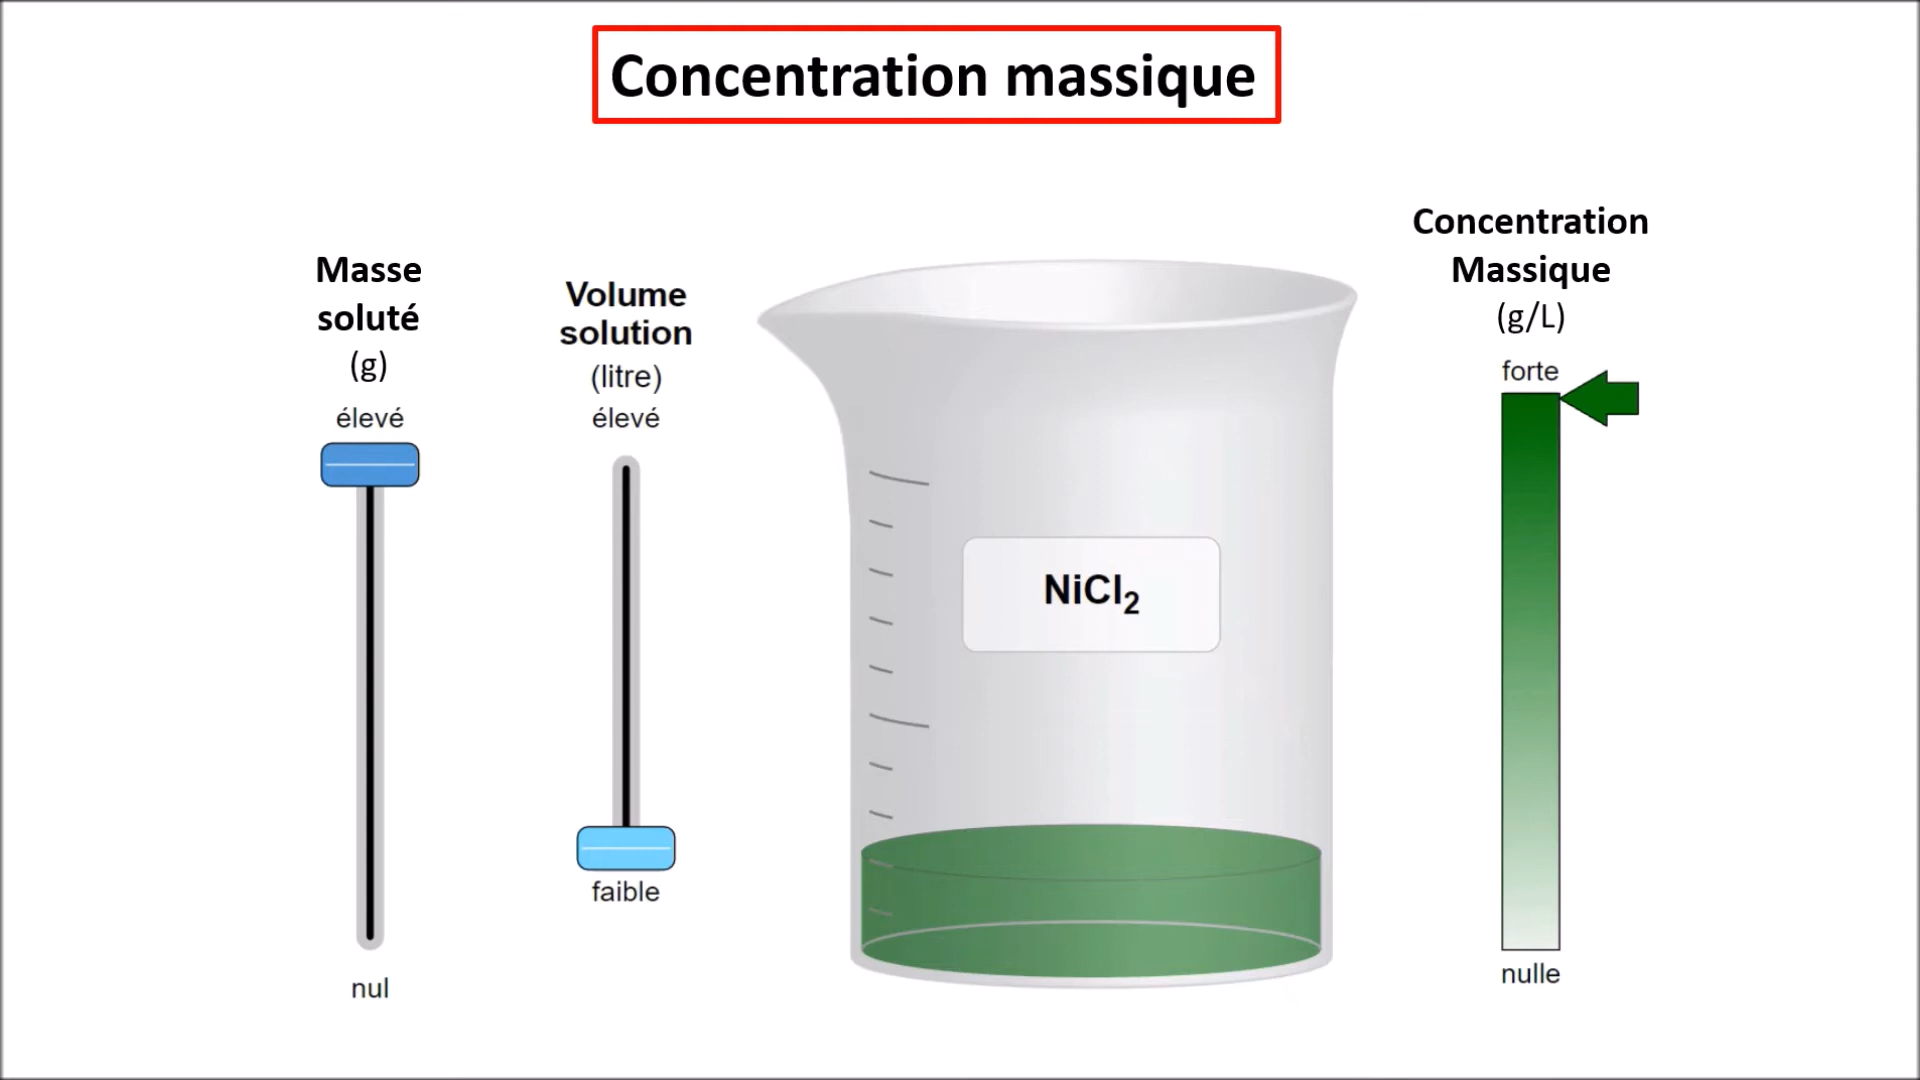 Concentration massique
Masse
soluté
(g)
élevé
nul
Volume
solution
(litre)
élevé
faible
NiCl₂
Concentration
Massique
(g/L)
forte
nulle